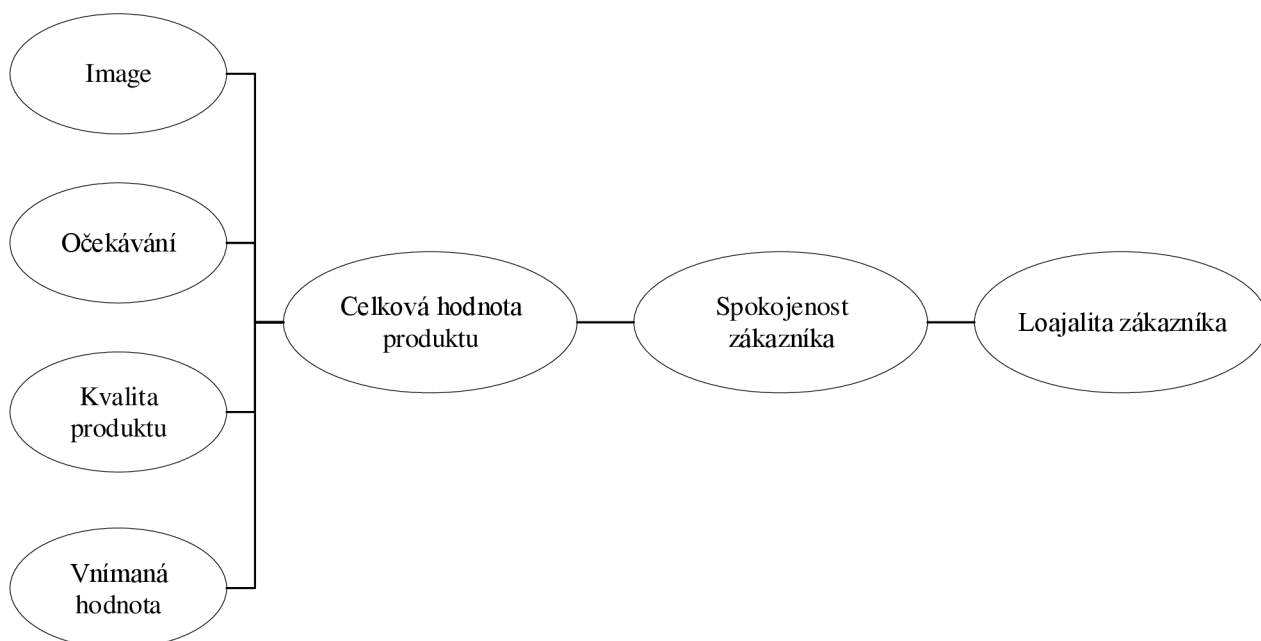 Image
Očekávání
Kvalita
produktu
Vnímaná
hodnota
Celková hodnota
produktu
Spokojenost
zákazníka
Loajalita zákazníka